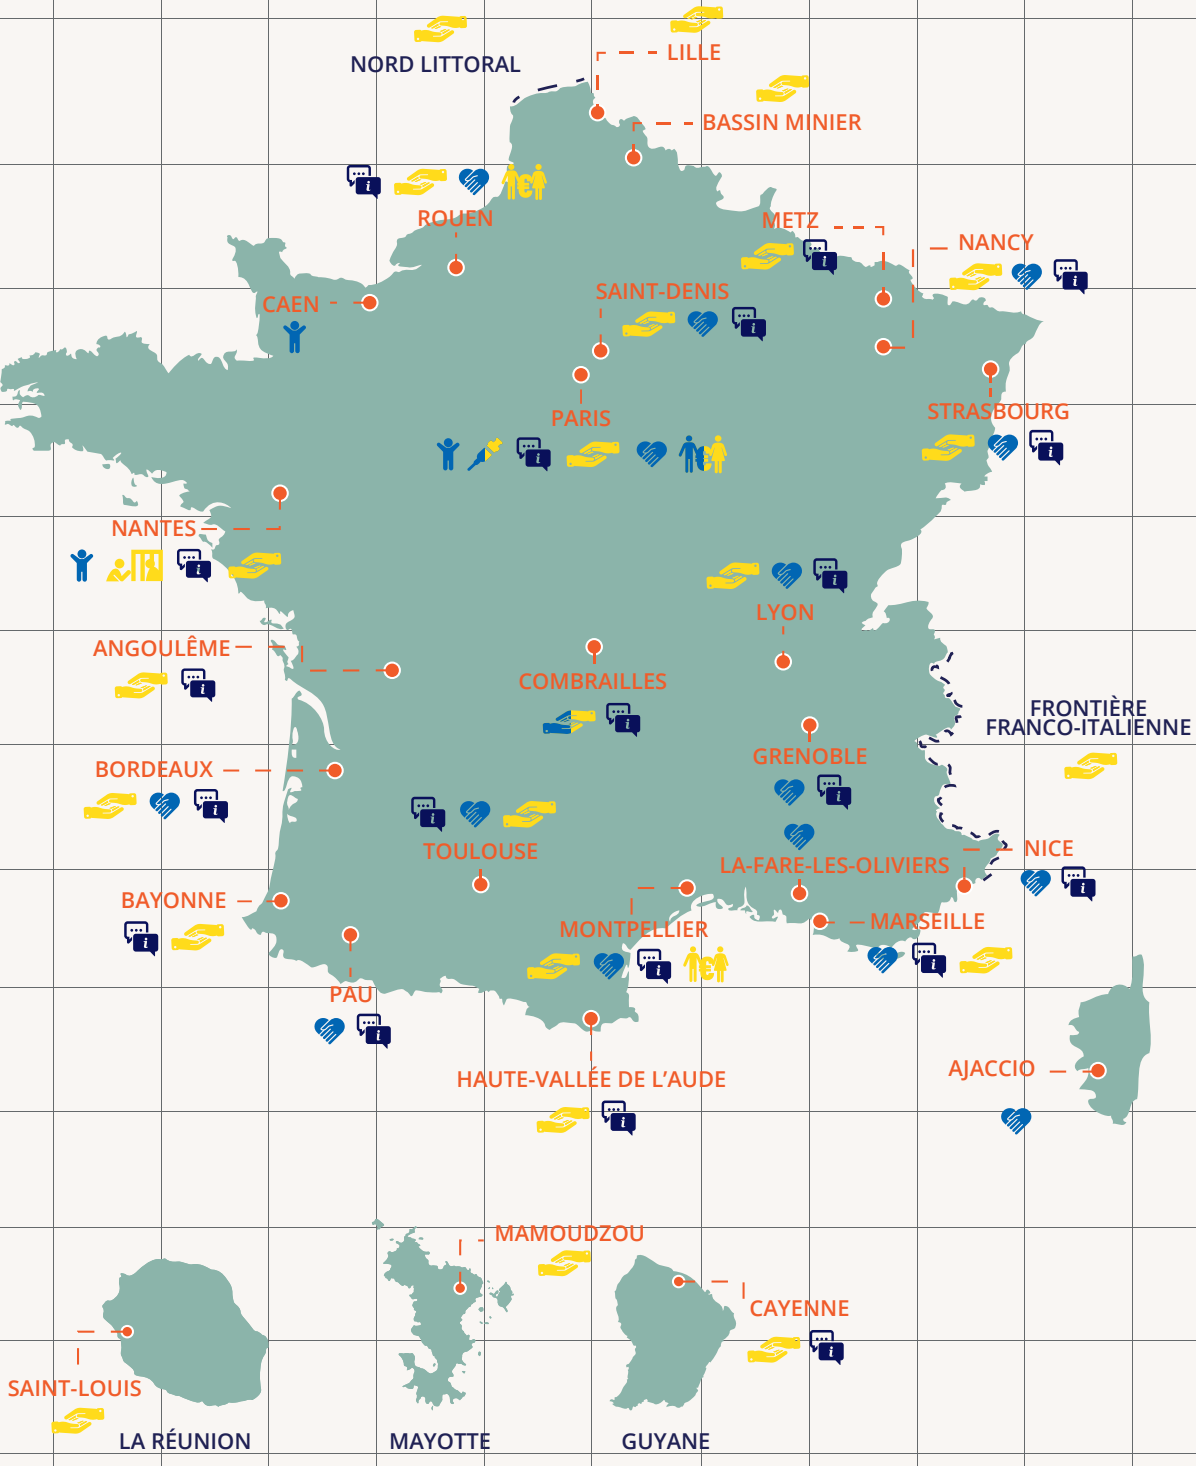 NORD LITTORAL
LILLE
BASSIN MINIER
ROUEN
METZ
NANCY
CAEN
SAINT-DENIS
PARIS
STRASBOURG
NANTES
LYON
ANGOULÊME
COMBRAILLES
FRONTIÈRE
FRANCO-ITALIENNE
GRENOBLE
BORDEAUX
TOULOUSE
LA-FARE-LES-OLIVIERS
NICE
BAYONNE
MONTPELLIER
MARSEILLE
PAU
HAUTE-VALLÉE DE L’AUDE
AJACCIO
MAMOUDZOU
CAYENNE
SAINT-LOUIS
LA RÉUNION
MAYOTTE
GUYANE